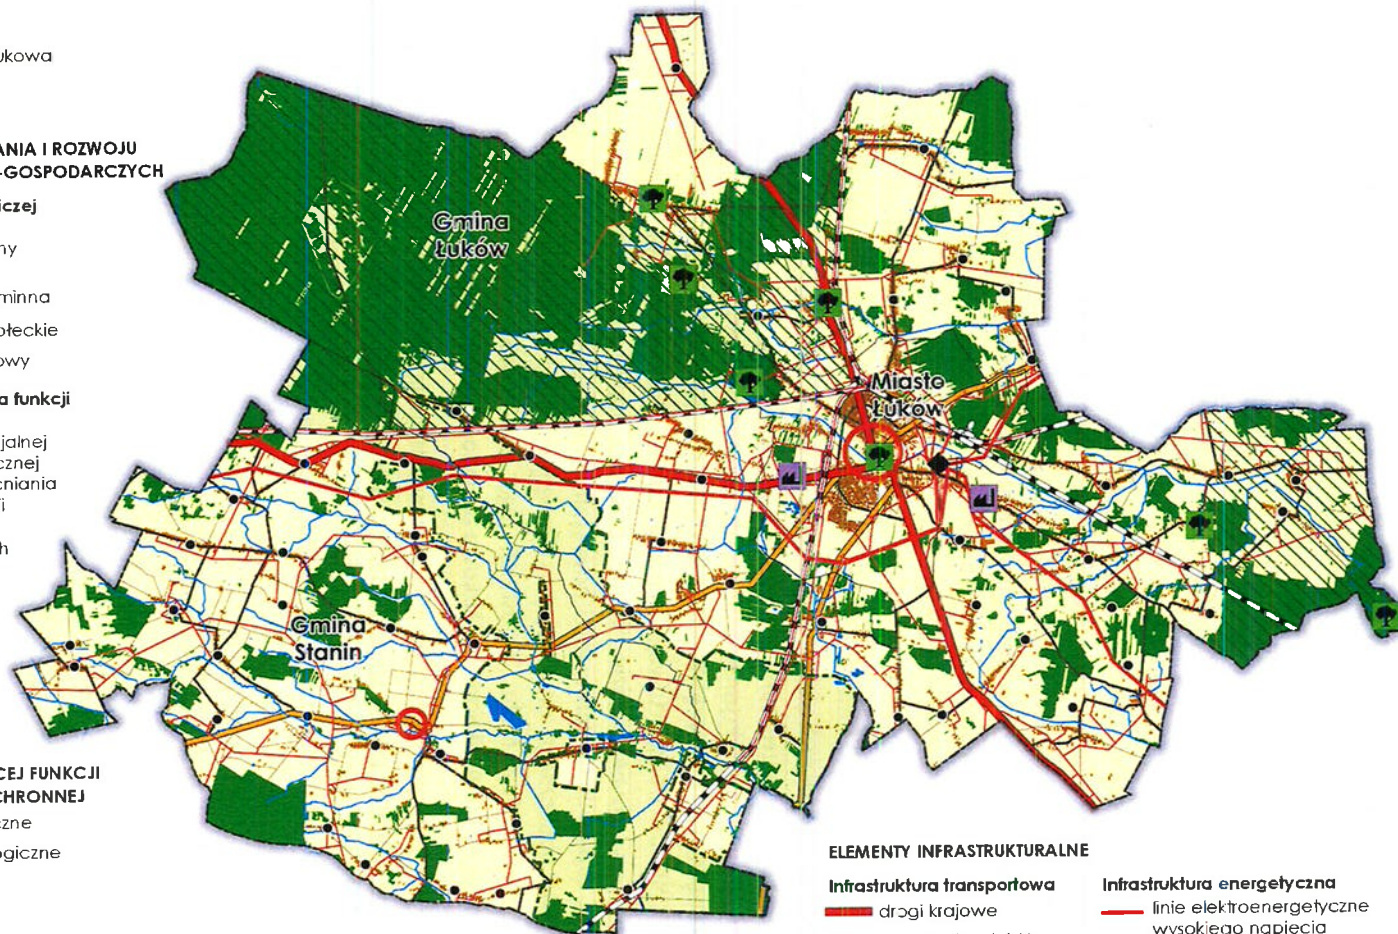 ukowa
ANIA I ROZWOJU
-GOSPODARCZYCH
iczej
ny
minna
ołeckie
owy
a funkcji
jalnej
cznej
cniania
i
h
CEJ FUNKCJI
CHRONNEJ
zne
ogiczne
Gmina
Łuków
Miasto
Łuków
Gmina
Stanin
ELEMENTY INFRASTRUKTURALNE
Infrastruktura transportowa
drogi krajowe
Infrastruktura energetyczna
linie elektroenergetyczne
wysokiego napięcia